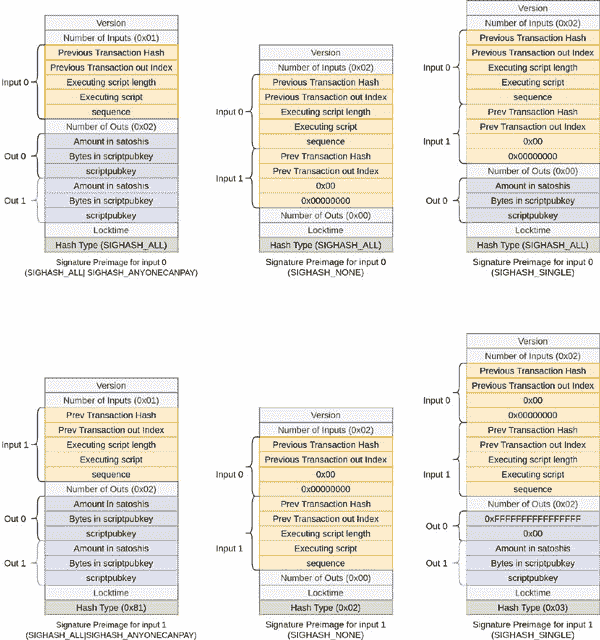 Version
Number of Inputs (0x01)
Previous Transaction Hash
Previous Transaction out Index
Input 0
Executing script length
Executing script
sequence
Number of Outs (0x02)
Amount in satoshis
Out 0
Bytes in scriptpubkey
scriptpubkey
Amount in satoshis
Out 1
Bytes in scriptpubkey
scriptpubkey
Locktime
Hash Type (SIGHASH_ALL)
Signature Preimage for input 0
(SIGHASH_ALL| SIGHASH_ANYONECANPAY)
Version
Number of Inputs (0x02)
Previous Transaction Hash
Previous Transaction out Index
Input 0
Executing script length
Executing script
sequence
Prev Transaction Hash
Prev Transaction out Index
Input 1
0x00
0x00000000
Number of Outs (0x00)
Locktime
Hash Type (SIGHASH_ALL)
Signature Preimage for input 0
(SIGHASH_NONE)
Version
Number of Inputs (0x02)
Previous Transaction Hash
Previous Transaction out Index
Input 0
Executing script length
Executing script
sequence
Prev Transaction Hash
Prev Transaction out Index
Input 1
0x00
0x00000000
Number of Outs (0x00)
Amount in satoshis
Out 0
Bytes in scriptpubkey
scriptpubkey
Locktime
Hash Type (SIGHASH_ALL)
Signature Preimage for input 0
(SIGHASH_SINGLE)
Version
Number of Inputs (0x01)
Prev Transaction Hash
Prev Transaction out Index
Input 1
Executing script length
Executing script
sequence
Number of Outs (0x02)
Amount in satoshis
Out 0
Bytes in scriptpubkey
scriptpubkey
Amount in satoshis
Out 1
Bytes in scriptpubkey
scriptpubkey
Locktime
Hash Type (0x81)
Signature Preimage for input 1
(SIGHASH_ALL|SIGHASH_ANYONECANPAY)
Version
Number of Inputs (0x02)
Previous Transaction Hash
Previous Transaction out Index
Input 0
0x00
0x00000000
Prev Transaction Hash
Prev Transaction out Index
Executing script length
Input 1
Executing script
sequence
Number of Outs (0x00)
Locktime
Hash Type (0x02)
Signature Preimage for input 1
(SIGHASH_NONE)
Version
Number of Inputs (0x02)
Previous Transaction Hash
Previous Transaction out Index
Input 0
0x00
0x00000000
Prev Transaction Hash
Prev Transaction out Index
Executing script length
Input 1
Executing script
sequence
Number of Outs (0x02)
0xFFFFFFFFFFFFFFFF
Out 0
0x00
Amount in satoshis
Out 1
Bytes in scriptpubkey
scriptpubkey
Locktime
Hash Type (0x03)
Signature Preimage for input 1
(SIGHASH_SINGLE)